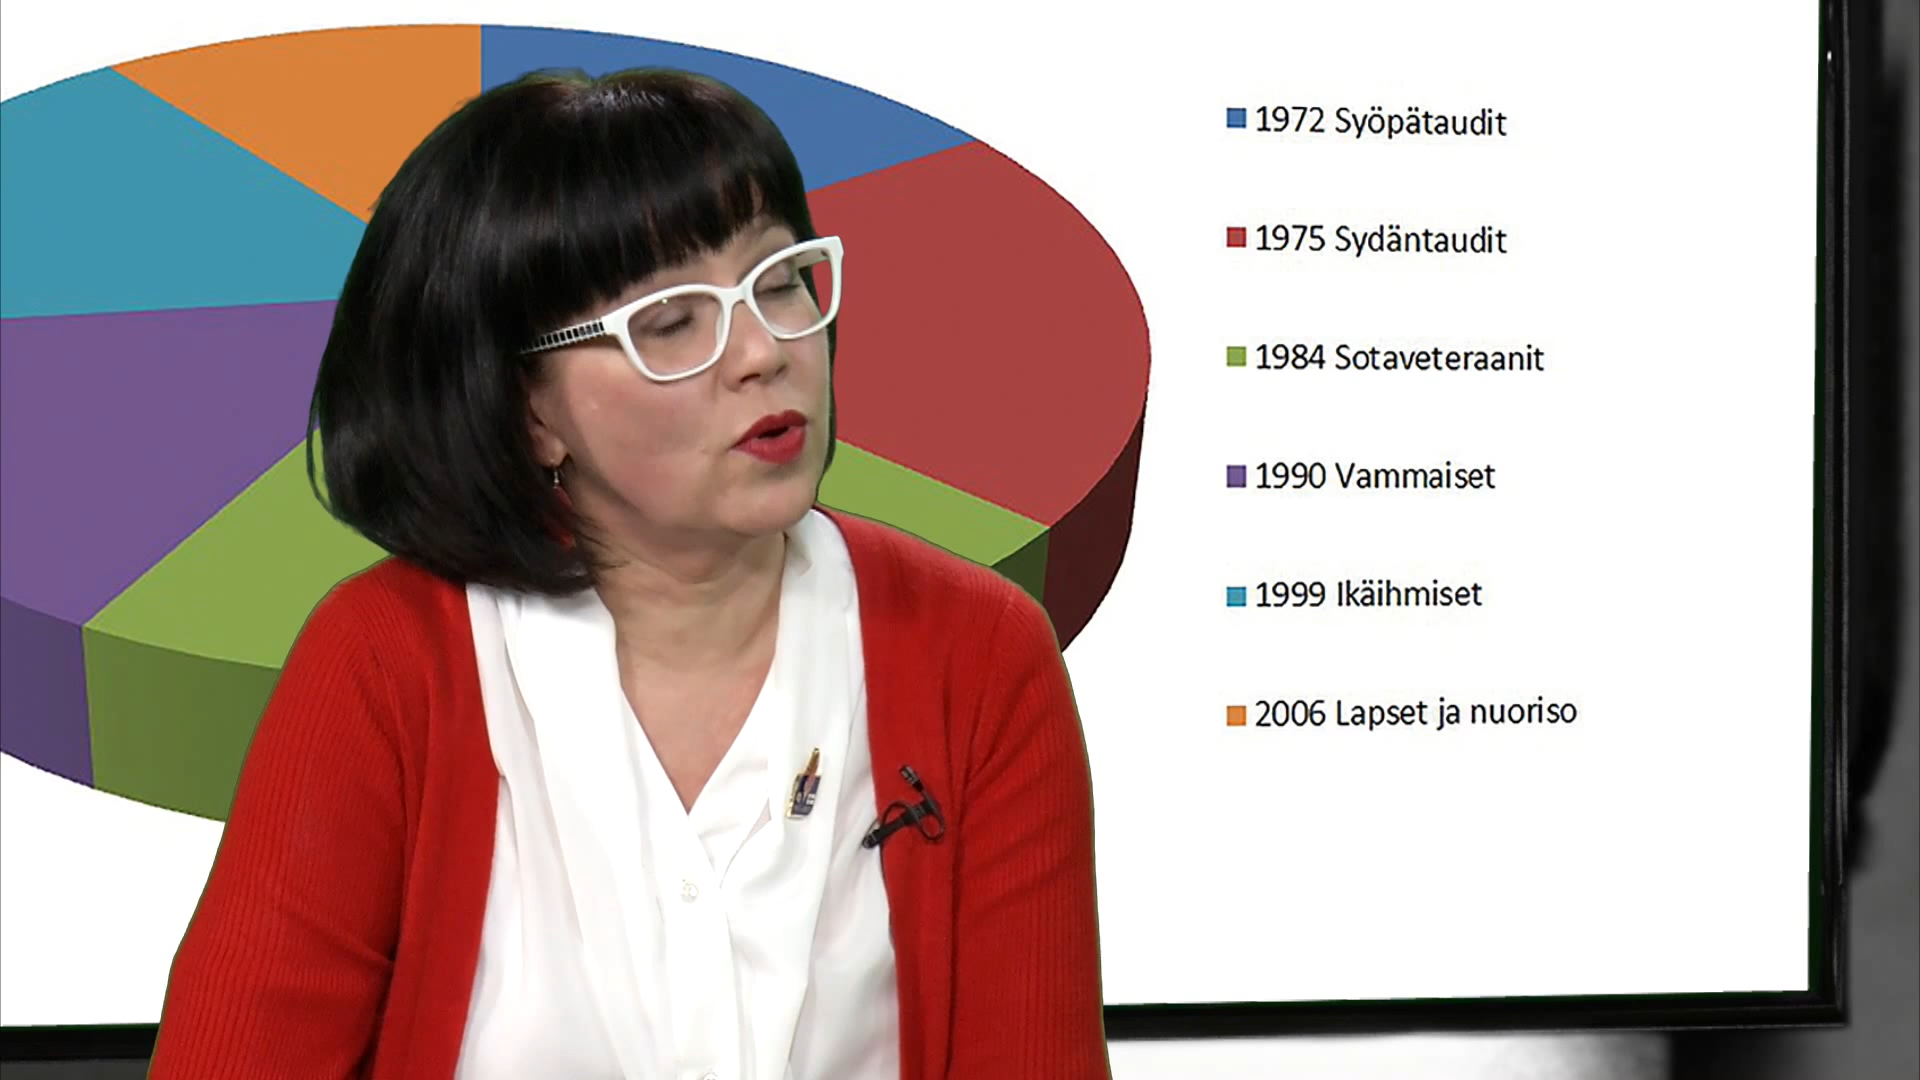 1972 Syöpätaudit
1975 Sydäntaudit
1984 Sotaveteraanit
1990 Vammaiset
1999 Ikäihmiset
2006 Lapset ja nuoriso